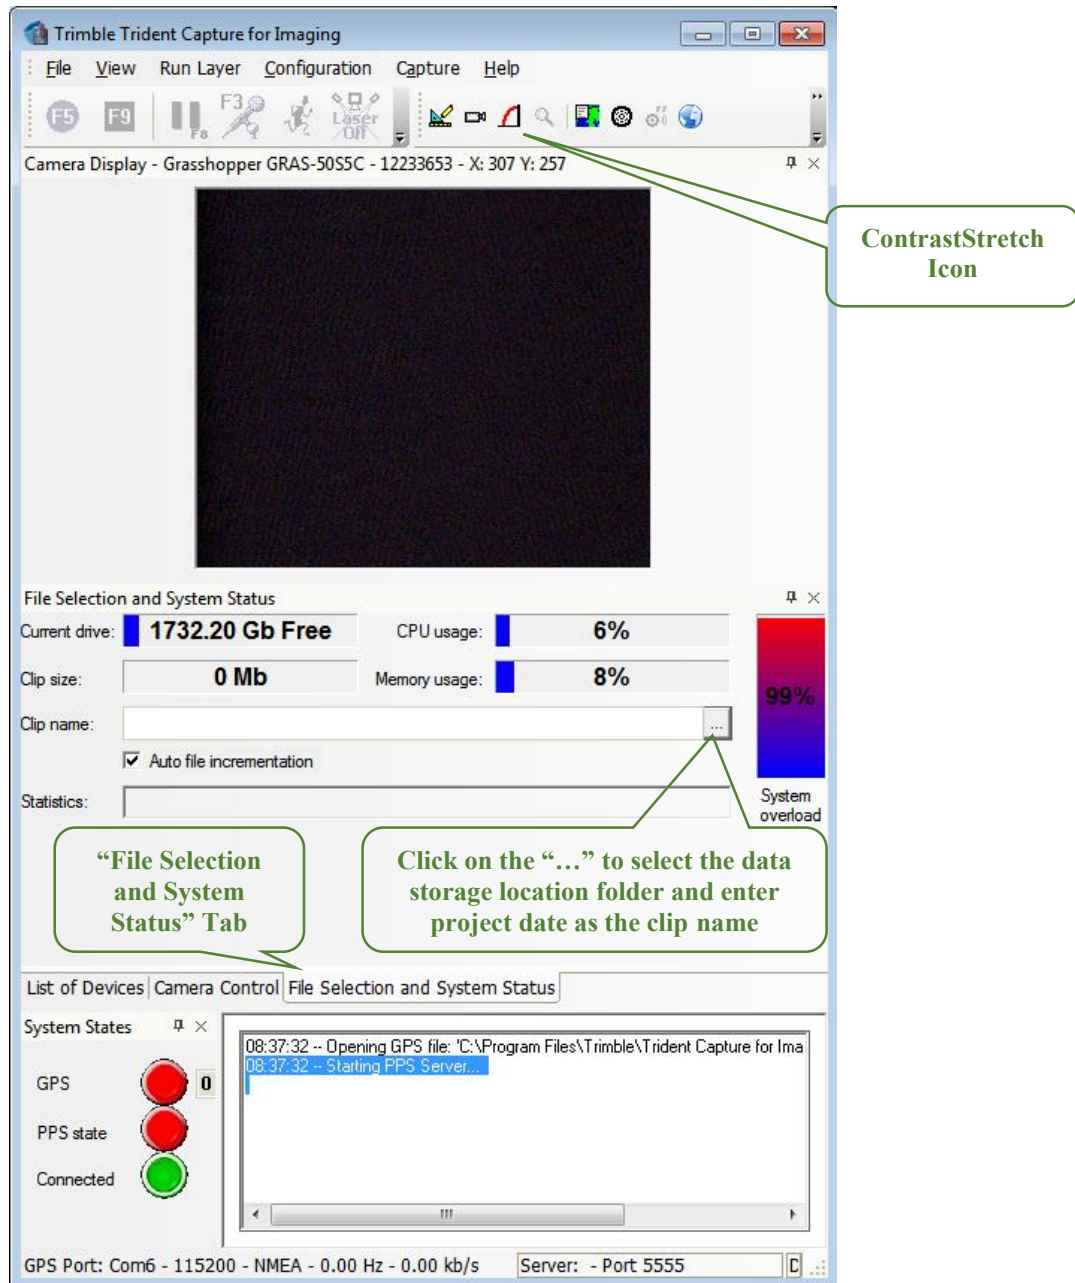 Trimble Trident Capture for Imaging
File View Run Layer Configuration Capture Help
F5 F9 F8 F3 Laser Off
Camera Display - Grasshopper GRAS-50S5C - 12233653 - X: 307 Y: 257
ContrastStretch
Icon
File Selection and System Status
Current drive: 1732.20 Gb Free CPU usage: 6%
Clip size: 0 Mb Memory usage: 8%
99%
Clip name: ...
Auto file incrementation
Statistics:
System
overload
“File Selection
and System
Status” Tab
Click on the “…” to select the data
storage location folder and enter
project date as the clip name
List of Devices Camera Control File Selection and System Status
System States
08:37:32 -- Opening GPS file: 'C:\Program Files\Trimble\Trident Capture for Ima
08:37:32 -- Starting PPS Server...
GPS 0
PPS state
Connected
GPS Port: Com6 - 115200 - NMEA - 0.00 Hz - 0.00 kb/s Server: - Port 5555 D